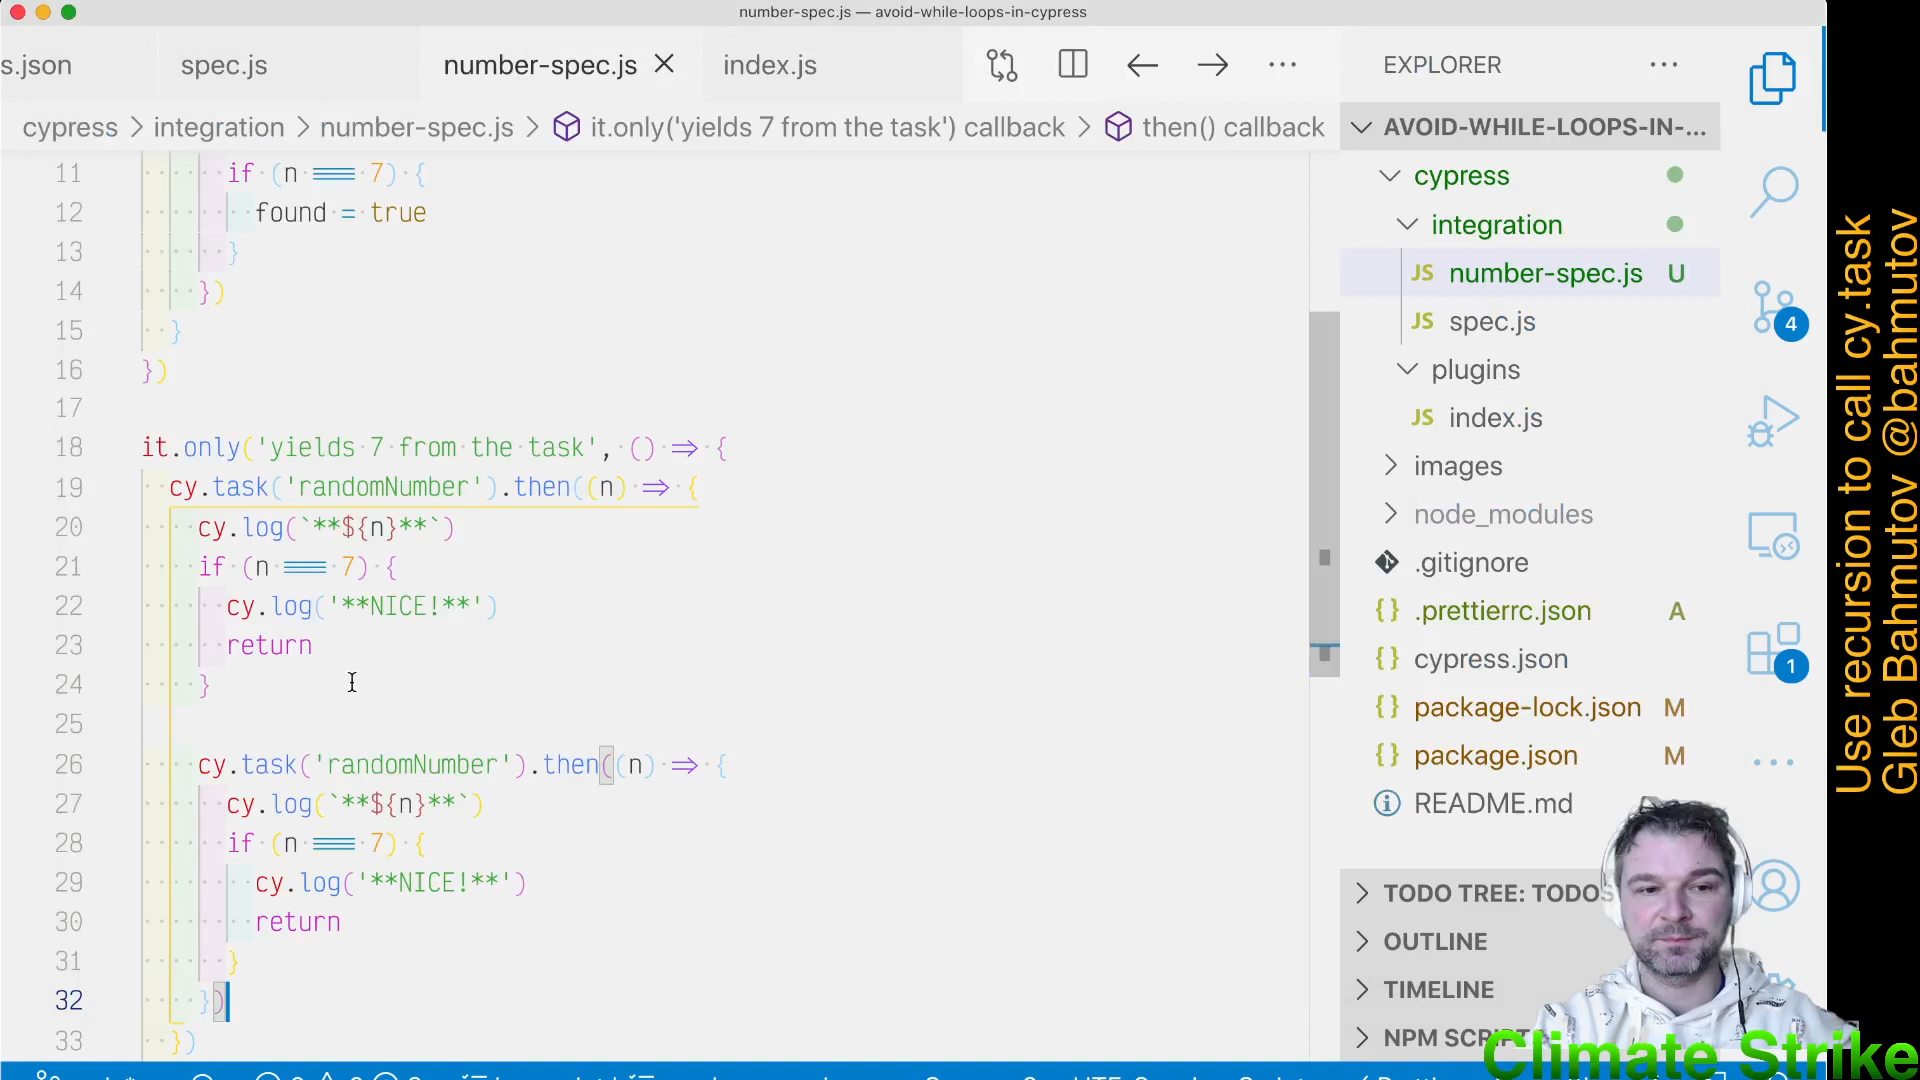 number-spec.js — avoid-while-loops-in-cypress
s.json spec.js number-spec.js index.js
cypress > integration > number-spec.js > it.only('yields 7 from the task') callback > then() callback
11 if (n === 7) {
12 found = true
13 }
14 })
15 }
16 })
17
18 it.only('yields 7 from the task', () => {
19 cy.task('randomNumber').then((n) => {
20 cy.log(`**${n}**`)
21 if (n === 7) {
22 cy.log('**NICE!**')
23 return
24 }
25
26 cy.task('randomNumber').then((n) => {
27 cy.log(`**${n}**`)
28 if (n === 7) {
29 cy.log('**NICE!**')
30 return
31 }
32 })
33 })
EXPLORER
AVOID-WHILE-LOOPS-IN-...
cypress
integration
JS number-spec.js U
JS spec.js
plugins
JS index.js
images
node_modules
.gitignore
{} .prettierrc.json A
{} cypress.json
{} package-lock.json M
{} package.json M
README.md
TODO TREE: TODOS
OUTLINE
TIMELINE
NPM SCRIPT
4
1
Use recursion to call cy.task
Gleb Bahmutov @bahmutov
Climate Strike